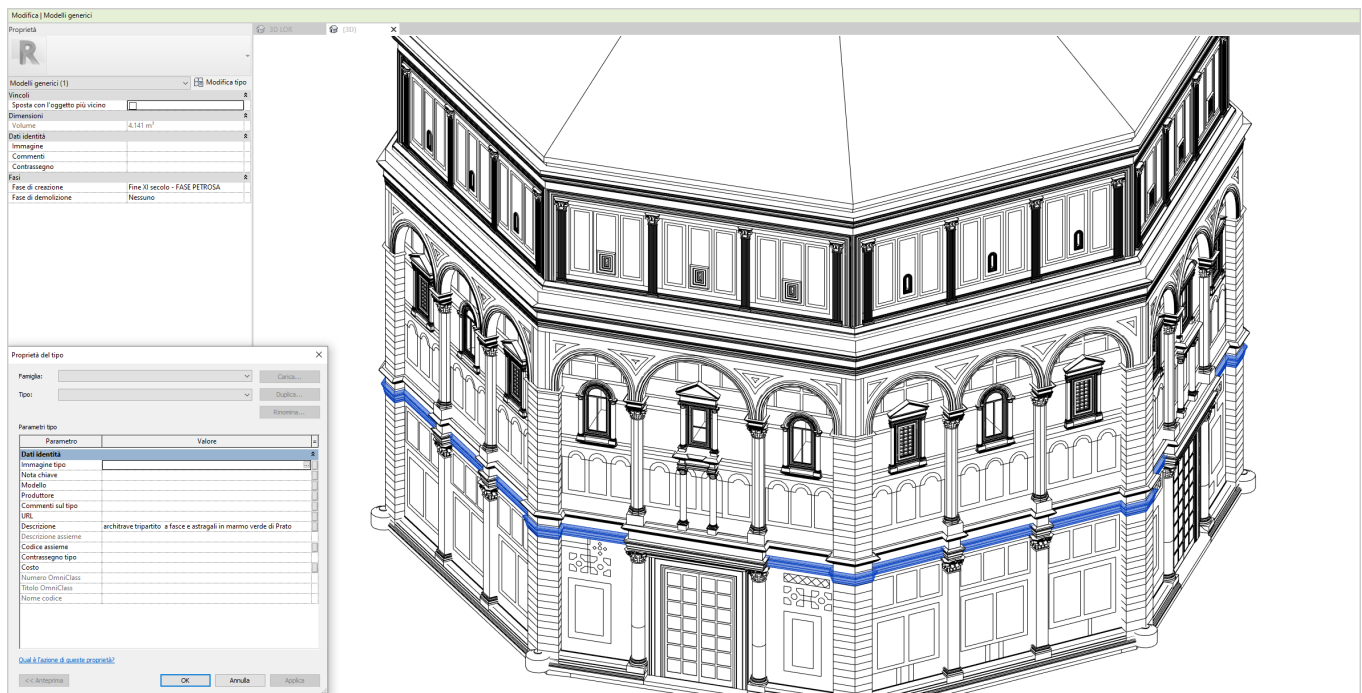 Modifica | Modelli generici
Proprietà
3D LOR
{3D}
R
Modelli generici (1)
Modifica tipo
Vincoli
Sposta con l'oggetto più vicino
Dimensioni
Volume 4.141 m³
Dati identità
Immagine
Commenti
Contrassegno
Fasi
Fase di creazione Fine XI secolo - FASE PETROSA
Fase di demolizione Nessuno
Proprietà del tipo
Famiglia: Carica...
Tipo: Duplica...
Rinomina...
Parametri tipo
Parametro Valore =
Dati identità
Immagine tipo
Nota chiave
Modello
Produttore
Commenti sul tipo
URL
Descrizione architrave tripartito a fasce e astragali in marmo verde di Prato
Descrizione assieme
Codice assieme
Contrassegno tipo
Costo
Numero OmniClass
Titolo OmniClass
Nome codice
Qual è l'azione di queste proprietà?
<< Anteprima OK Annulla Applica